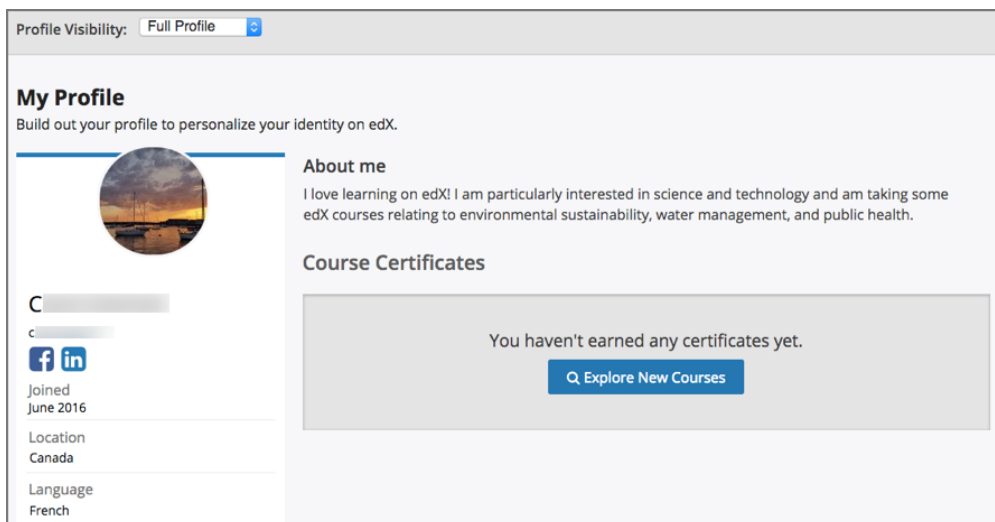 Profile Visibility: Full Profile
My Profile
Build out your profile to personalize your identity on edX.
About me
I love learning on edX! I am particularly interested in science and technology and am taking some
edX courses relating to environmental sustainability, water management, and public health.
Course Certificates
You haven't earned any certificates yet.
Explore New Courses
C
c
f in
Joined
June 2016
Location
Canada
Language
French